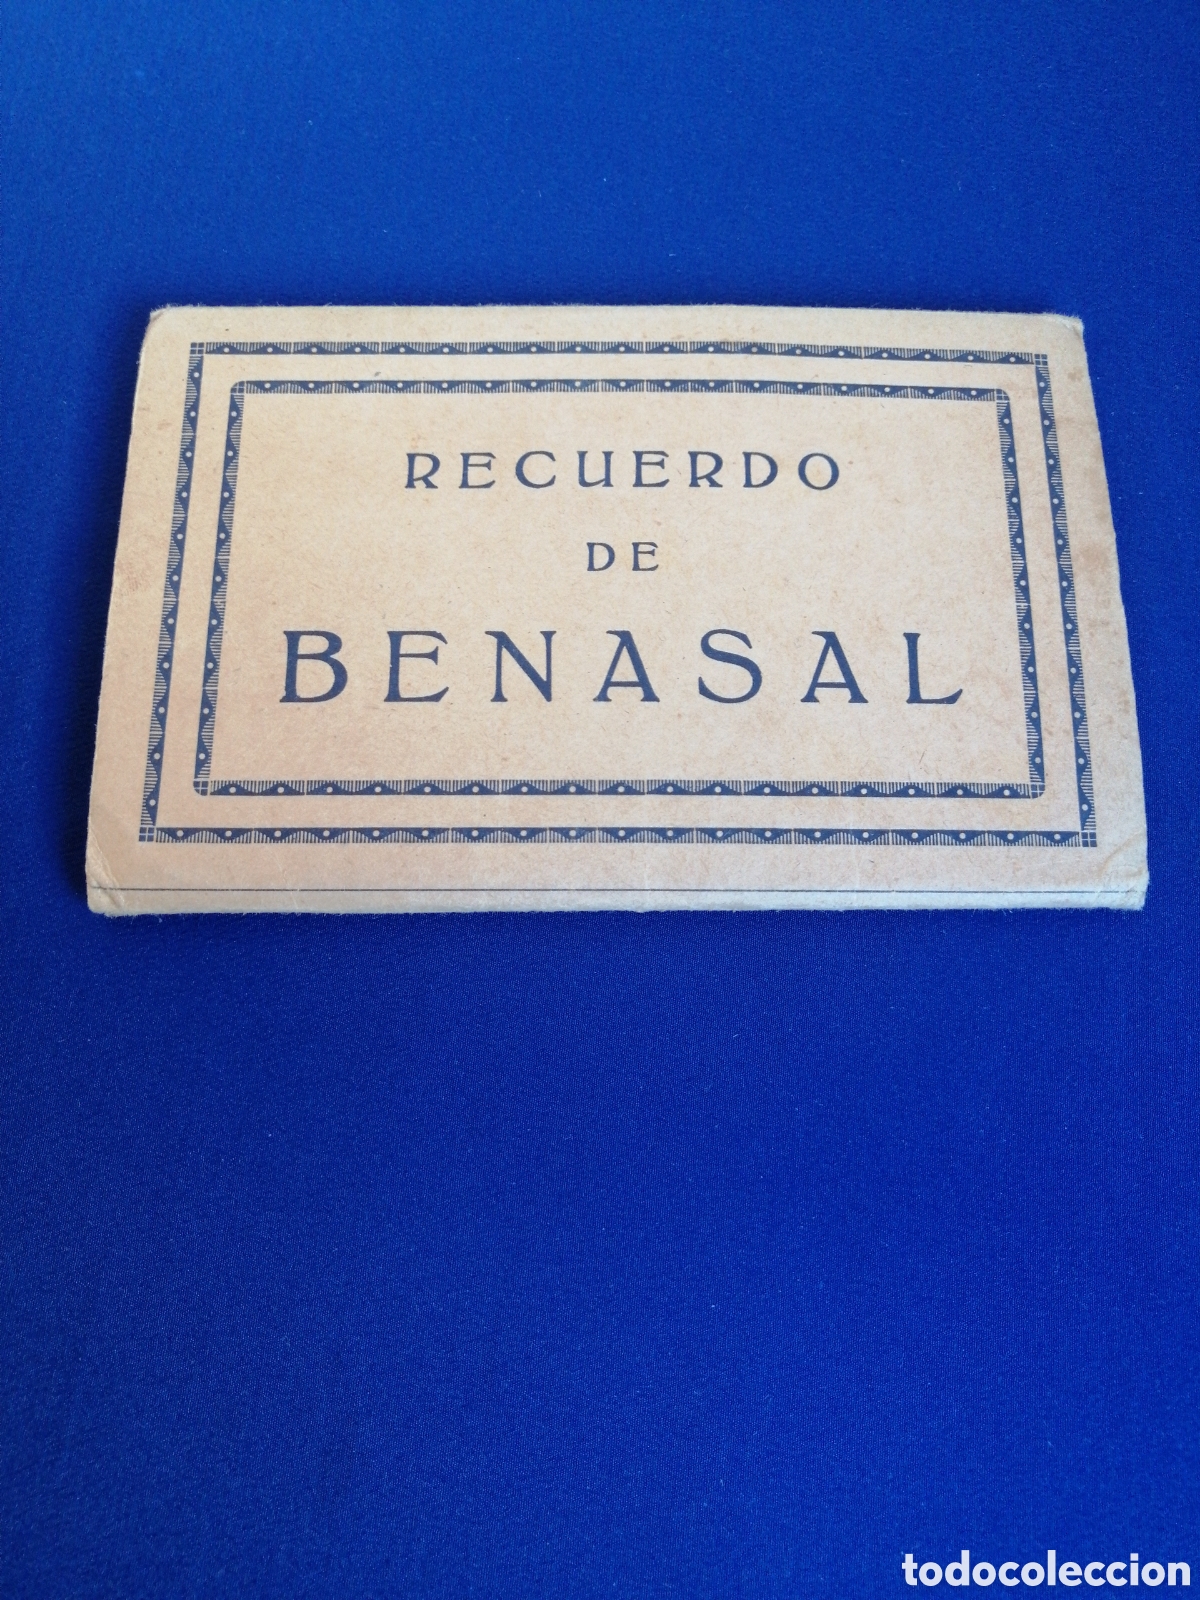 RECUERDO
DE
BENASAL
todocoleccion